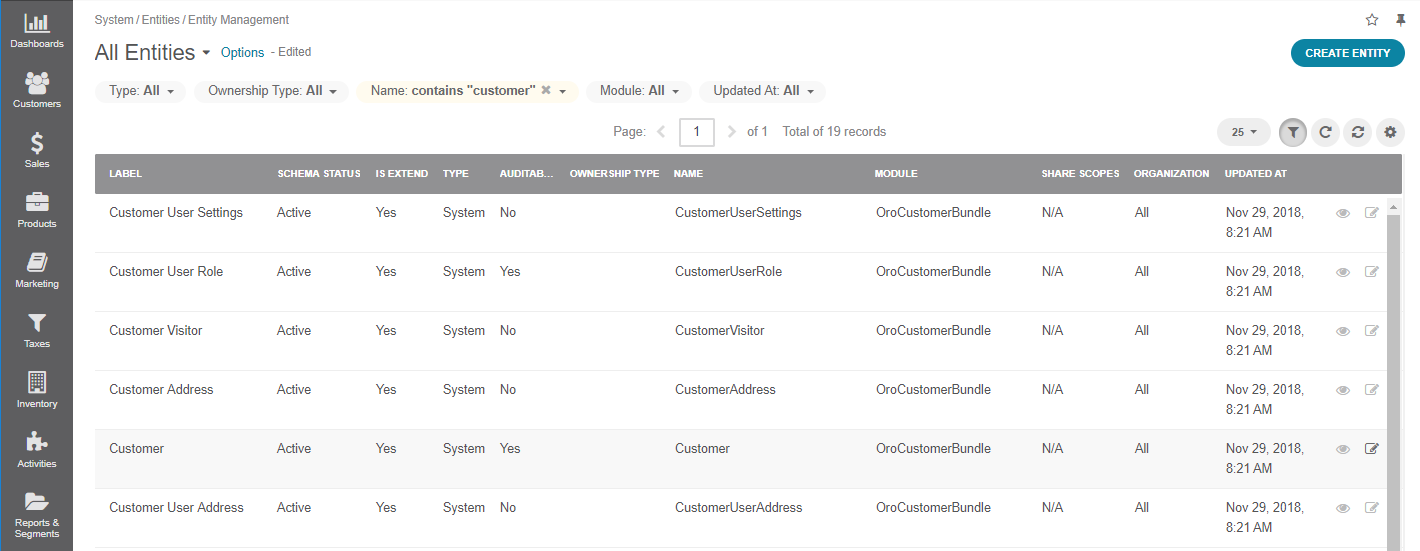 Dashboards
Customers
Sales
Products
Marketing
Taxes
Inventory
Activities
Reports &
Segments
System / Entities / Entity Management
All Entities Options - Edited
CREATE ENTITY
Type: All Ownership Type: All Name: contains "customer" Module: All Updated At: All
Page: 1 of 1 Total of 19 records 25
LABEL SCHEMA STATUS IS EXTEND TYPE AUDITAB... OWNERSHIP TYPE NAME MODULE SHARE SCOPES ORGANIZATION UPDATED AT
Customer User Settings Active Yes System No CustomerUserSettings OroCustomerBundle N/A All Nov 29, 2018,
8:21 AM
Customer User Role Active Yes System Yes CustomerUserRole OroCustomerBundle N/A All Nov 29, 2018,
8:21 AM
Customer Visitor Active Yes System No CustomerVisitor OroCustomerBundle N/A All Nov 29, 2018,
8:21 AM
Customer Address Active Yes System No CustomerAddress OroCustomerBundle N/A All Nov 29, 2018,
8:21 AM
Customer Active Yes System Yes Customer OroCustomerBundle N/A All Nov 29, 2018,
8:21 AM
Customer User Address Active Yes System No CustomerUserAddress OroCustomerBundle N/A All Nov 29, 2018,
8:21 AM